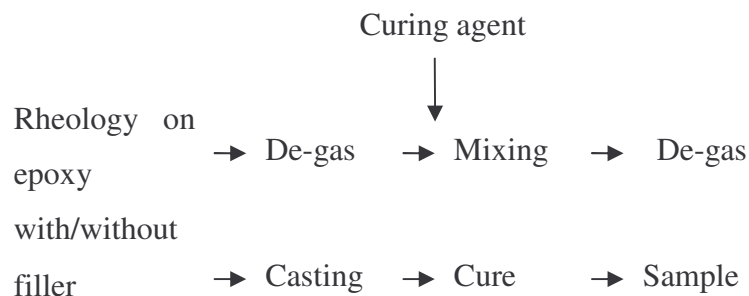 Curing agent
Rheology on
epoxy
with/without
filler
De-gas
Mixing
De-gas
Casting
Cure
Sample